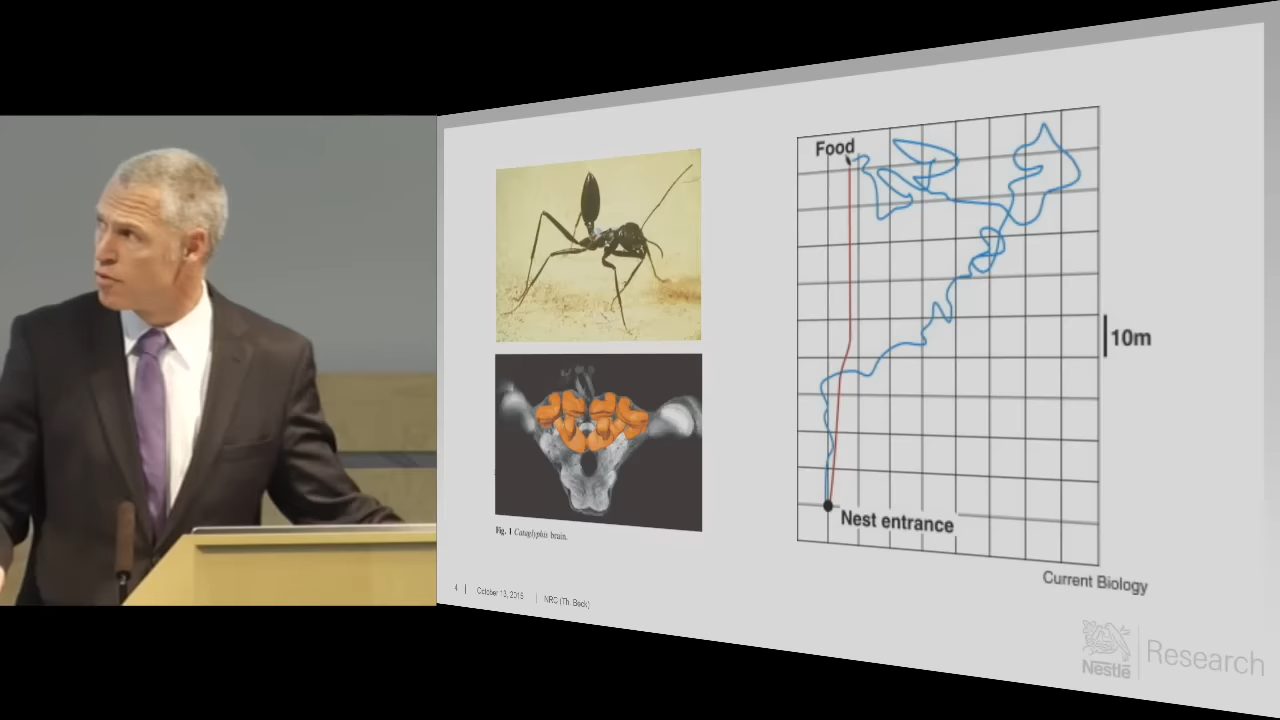 Food
10m
Nest entrance
Current Biology
Fig. 1 Cataglyphis brain.
4 | October 13, 2015 | NRC (Th. Beck)
Nestlé | Research